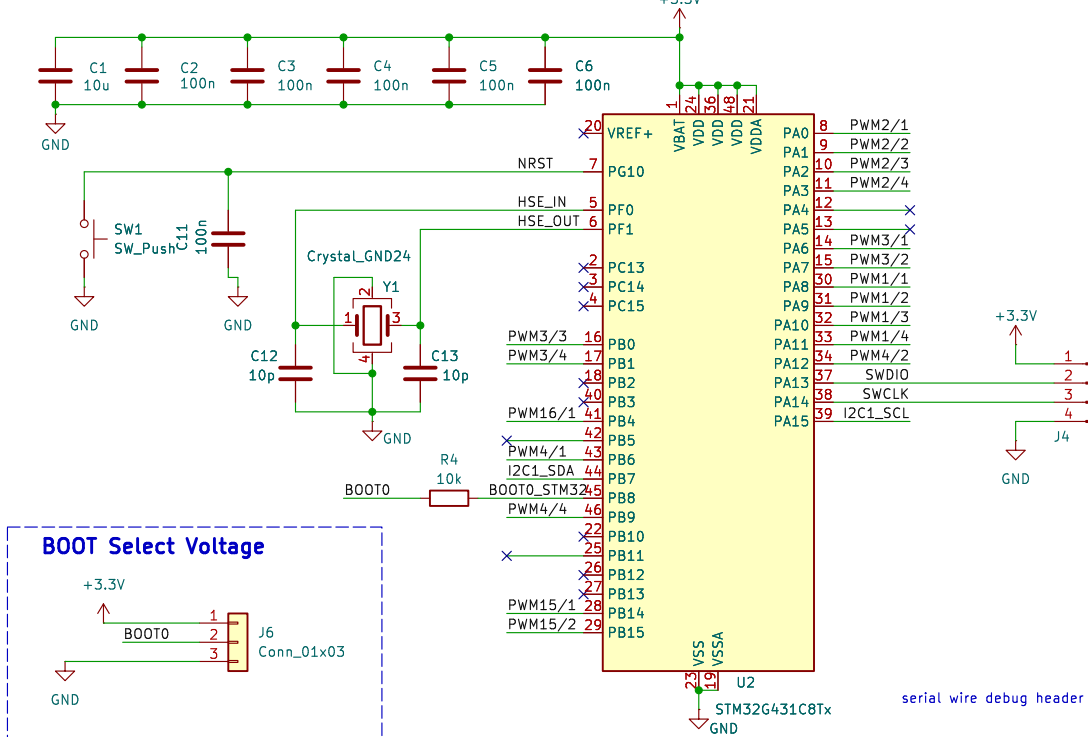 +3.3V
C1
10u
C2
100n
C3
100n
C4
100n
C5
100n
C6
100n
GND
1
24
36
48
21
VBAT
VDD
VDD
VDD
VDDA
20 VREF+
NRST 7 PG10
HSE_IN 5 PF0
HSE_OUT 6 PF1
2 PC13
3 PC14
4 PC15
PWM3/3 16 PB0
PWM3/4 17 PB1
18 PB2
40 PB3
PWM16/1 41 PB4
42 PB5
PWM4/1 43 PB6
I2C1_SDA 44 PB7
BOOT0_STM32 45 PB8
PWM4/4 46 PB9
22 PB10
25 PB11
26 PB12
27 PB13
PWM15/1 28 PB14
PWM15/2 29 PB15
PA0 8 PWM2/1
PA1 9 PWM2/2
PA2 10 PWM2/3
PA3 11 PWM2/4
PA4 12
PA5 13
PA6 14 PWM3/1
PA7 15 PWM3/2
PA8 30 PWM1/1
PA9 31 PWM1/2
PA10 32 PWM1/3
PA11 33 PWM1/4
PA12 34 PWM4/2
PA13 37 SWDIO
PA14 38 SWCLK
PA15 39 I2C1_SCL
VSS
VSSA
23
19
U2
STM32G431C8Tx
GND
SW1
SW_Push
GND
C11
100n
GND
Crystal_GND24
Y1
1
2
3
4
C12
10p
C13
10p
GND
R4
10k
BOOT0
BOOT Select Voltage
+3.3V
1
BOOT0 2
3
J6
Conn_01x03
GND
+3.3V
1
2
3
4
J4
GND
serial wire debug header